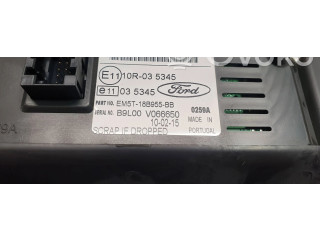 OVOKO
E11 10R-03 5345
e11 03 5345
Ford
PART NO. EM5T-18B955-BB
SERIAL NO. B9L00 V066650 0259A
10-02-15 MADE IN
SCRAP IF DROPPED PORTUGAL